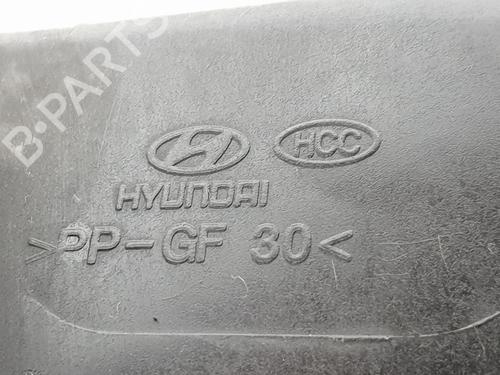 B-PARTS
HCC
HYUNDAI
>PP-GF 30<